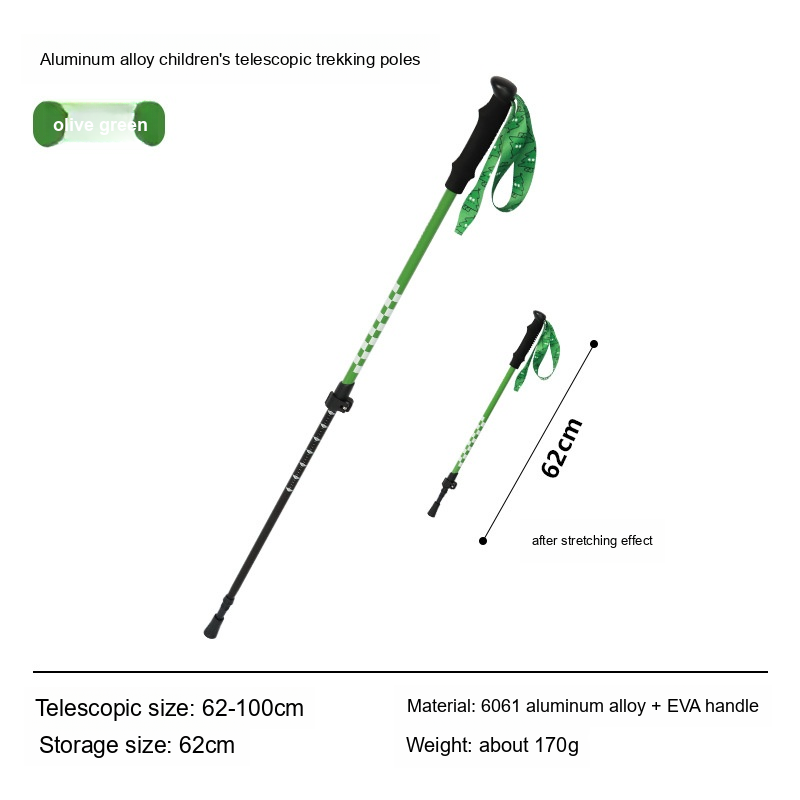 Aluminum alloy children's telescopic trekking poles
olive green
62cm
after stretching effect
Telescopic size: 62-100cm
Material: 6061 aluminum alloy + EVA handle
Storage size: 62cm
Weight: about 170g